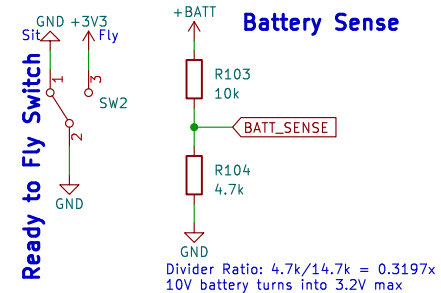 Battery Sense
Ready to Fly Switch
GND
+3V3
Sit
Fly
1
3
SW2
2
GND
+BATT
R103
10k
BATT_SENSE
R104
4.7k
GND
Divider Ratio: 4.7k/14.7k = 0.3197x
10V battery turns into 3.2V max